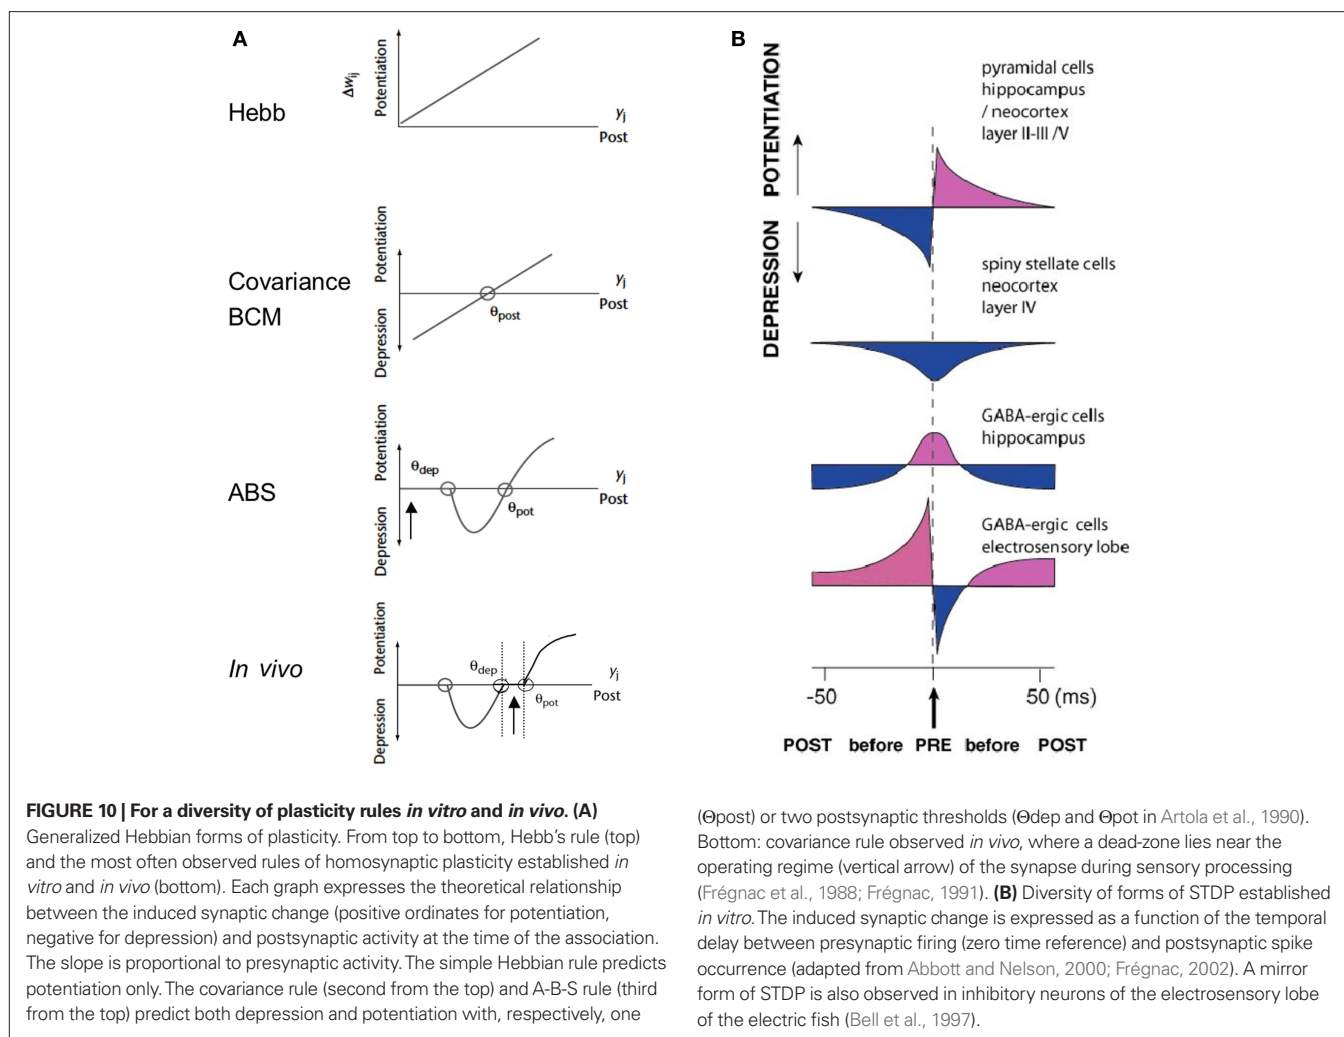 A
Hebb
Δwij
Potentiation
yj
Post
Covariance
BCM
Potentiation
Depression
yj
Post
θpost
ABS
Potentiation
Depression
θdep
yj
Post
θpot
In vivo
Potentiation
Depression
θdep
yj
Post
θpot
B
POTENTIATION
DEPRESSION
pyramidal cells
hippocampus
/ neocortex
layer II-III /V
spiny stellate cells
neocortex
layer IV
GABA-ergic cells
hippocampus
GABA-ergic cells
electrosensory lobe
-50
50 (ms)
POST before PRE before POST
FIGURE 10 | For a diversity of plasticity rules in vitro and in vivo. (A)
Generalized Hebbian forms of plasticity. From top to bottom, Hebb's rule (top)
and the most often observed rules of homosynaptic plasticity established in
vitro and in vivo (bottom). Each graph expresses the theoretical relationship
between the induced synaptic change (positive ordinates for potentiation,
negative for depression) and postsynaptic activity at the time of the association.
The slope is proportional to presynaptic activity. The simple Hebbian rule predicts
potentiation only. The covariance rule (second from the top) and A-B-S rule (third
from the top) predict both depression and potentiation with, respectively, one
(Θpost) or two postsynaptic thresholds (Θdep and Θpot in Artola et al., 1990).
Bottom: covariance rule observed in vivo, where a dead-zone lies near the
operating regime (vertical arrow) of the synapse during sensory processing
(Frégnac et al., 1988; Frégnac, 1991). (B) Diversity of forms of STDP established
in vitro. The induced synaptic change is expressed as a function of the temporal
delay between presynaptic firing (zero time reference) and postsynaptic spike
occurrence (adapted from Abbott and Nelson, 2000; Frégnac, 2002). A mirror
form of STDP is also observed in inhibitory neurons of the electrosensory lobe
of the electric fish (Bell et al., 1997).